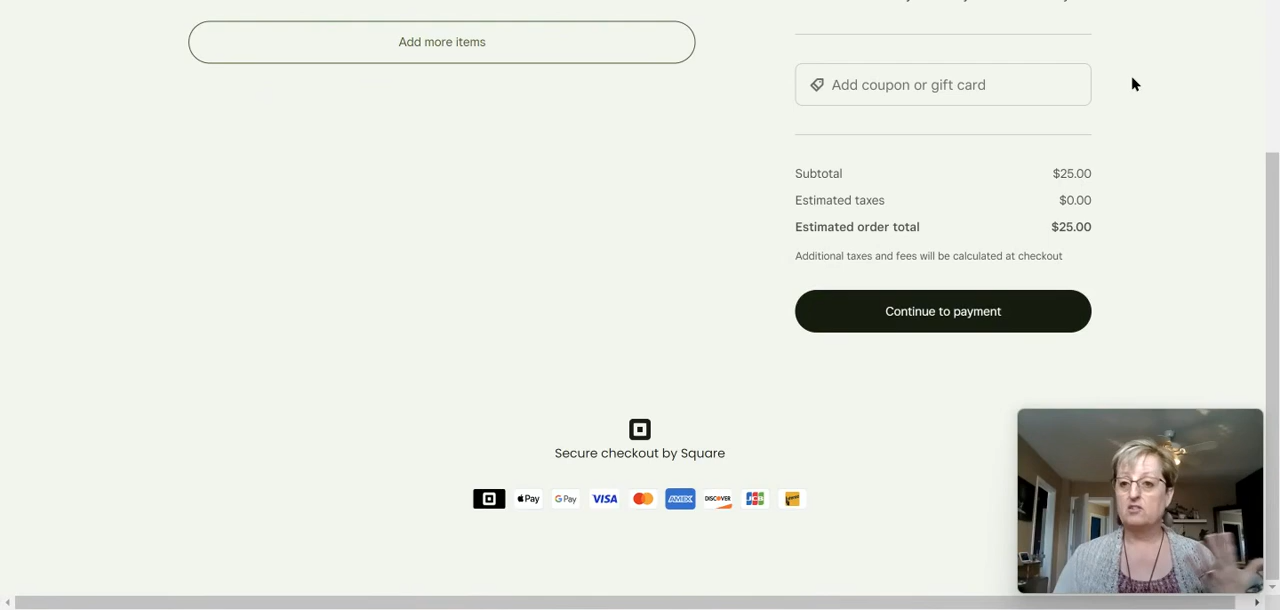 Add more items
Add coupon or gift card
Subtotal $25.00
Estimated taxes $0.00
Estimated order total $25.00
Additional taxes and fees will be calculated at checkout
Continue to payment
Secure checkout by Square
Pay G Pay VISA AMEX DISCOVER JCB